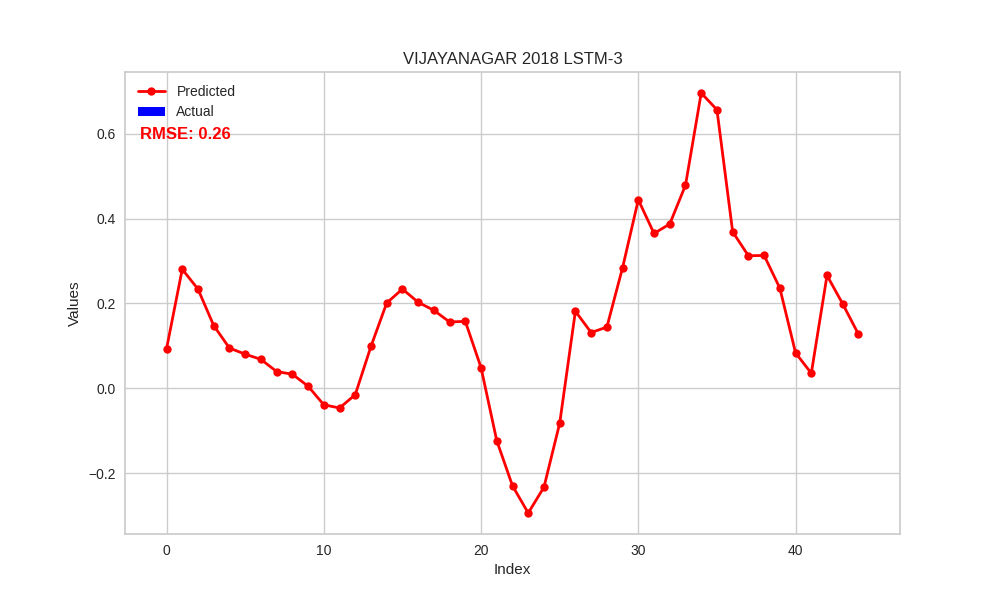 VIJAYANAGAR 2018 LSTM-3
Predicted
Actual
RMSE: 0.26
0.6
0.4
0.2
0.0
−0.2
Values
0 10 20 30 40
Index